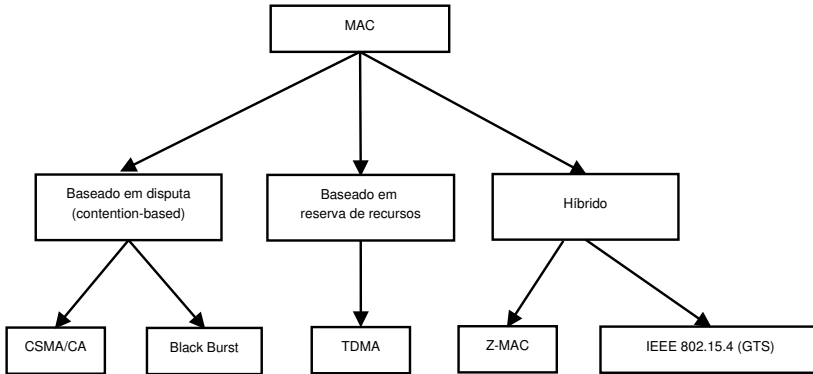 MAC
Baseado em disputa
(contention-based)
Baseado em
reserva de recursos
Híbrido
CSMA/CA
Black Burst
TDMA
Z-MAC
IEEE 802.15.4 (GTS)